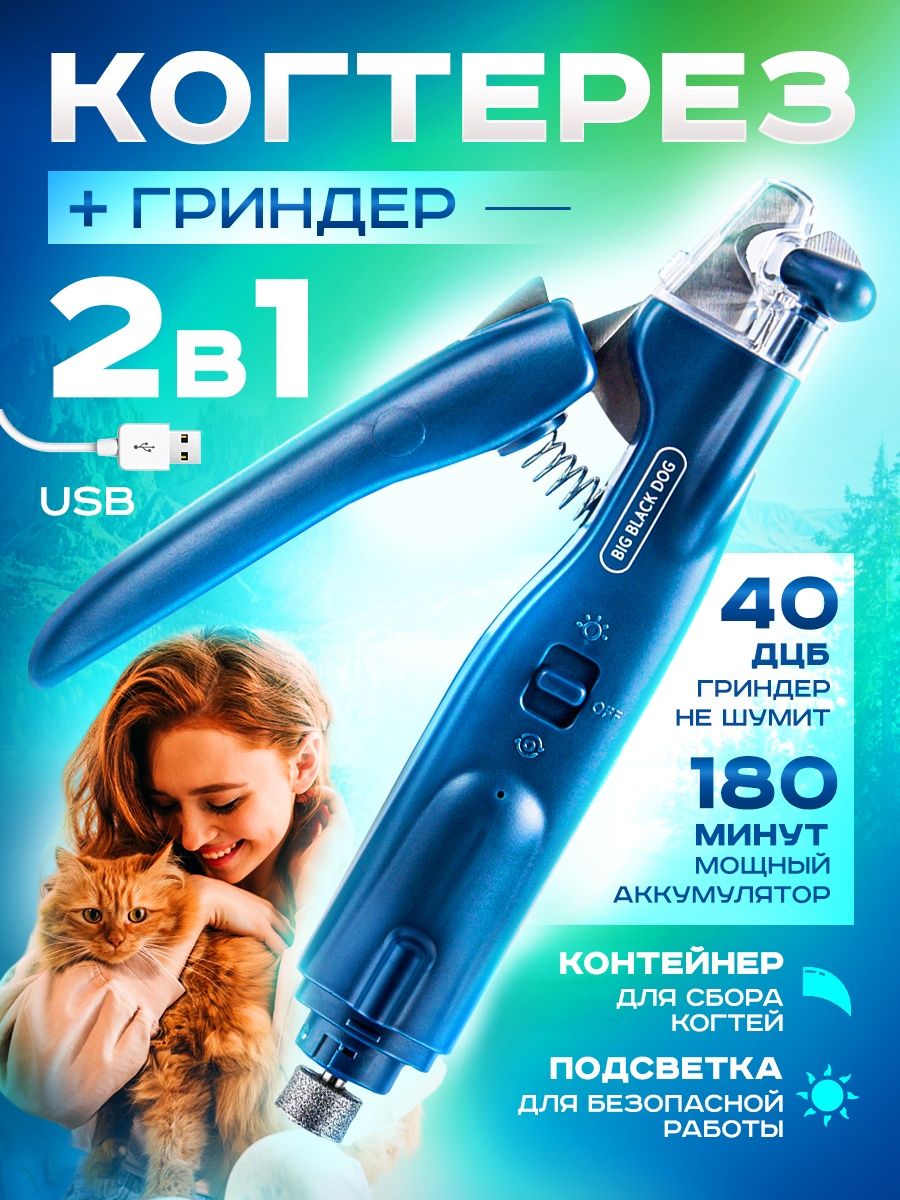 КОГТЕРЕЗ
+ ГРИНДЕР
2в1
USB
BIG BLACK DOG
OFF
40
ДЦБ
ГРИНДЕР
НЕ ШУМИТ
180
МИНУТ
МОЩНЫЙ
АККУМУЛЯТОР
КОНТЕЙНЕР
ДЛЯ СБОРА
КОГТЕЙ
ПОДСВЕТКА
ДЛЯ БЕЗОПАСНОЙ
РАБОТЫ